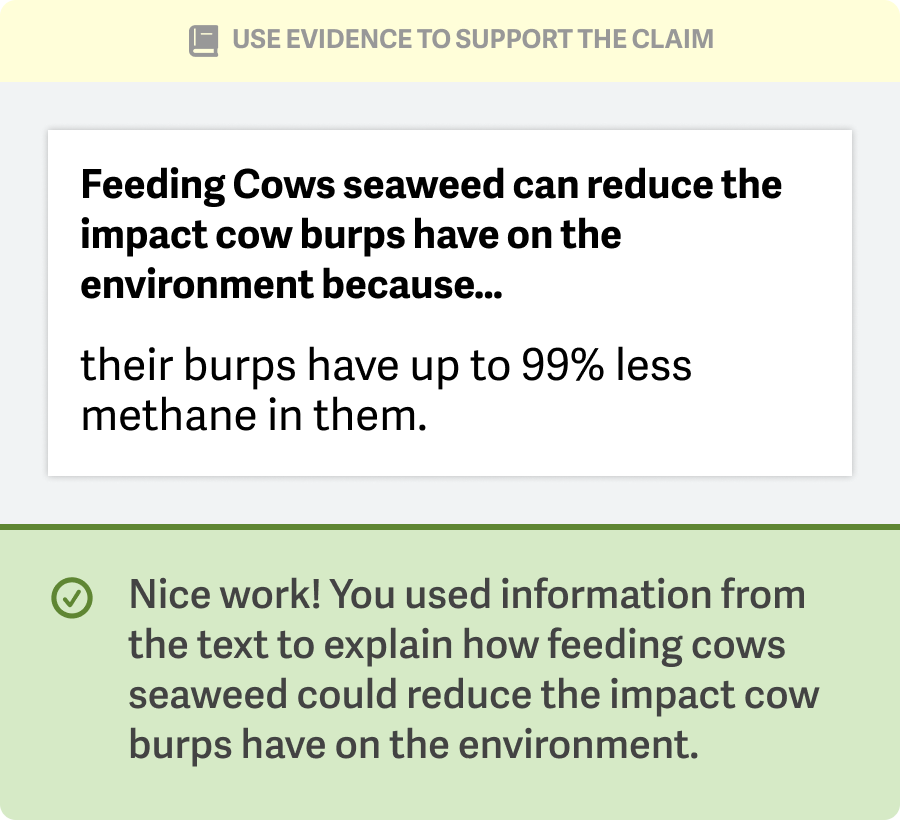 USE EVIDENCE TO SUPPORT THE CLAIM
Feeding Cows seaweed can reduce the
impact cow burps have on the
environment because...
their burps have up to 99% less
methane in them.
Nice work! You used information from
the text to explain how feeding cows
seaweed could reduce the impact cow
burps have on the environment.